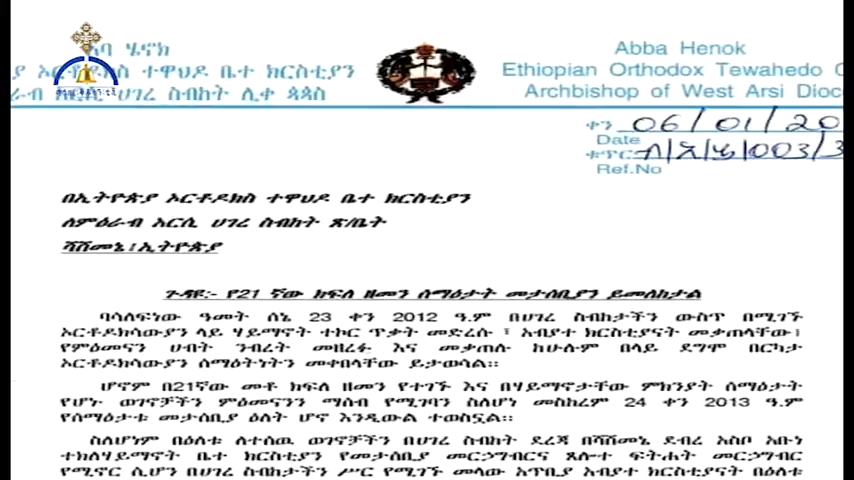 አባ ሄኖክ
ኦርቶዶክስ ተዋህዶ ቤተ ክርስቲያን
ሀገረ ስብከት ሊቀ ጳጳስ
Abba Henok
Ethiopian Orthodox Tewahedo
Archbishop of West Arsi
ቀን 06/01/20
Date
ቁጥር
Ref.No
በኢትዮጵያ ኦርቶዶክስ ተዋህዶ ቤተ ክርስቲያን
ለምዕራብ አርሲ ሀገረ ስብከት ጽ/ቤት
ሻሸመኔ፤ኢትዮጵያ
ጉዳዩ:- የ21 ኛው ክፍለ ዘመን ሰማዕታት መታሰቢያን ይመለከታል
ባሳለፍነው ዓመት ሰኔ 23 ቀን 2012 ዓ.ም በሀገረ ስብከታችን ውስጥ በሚገኙ
ኦርቶዶክሳውያን ላይ ሃይማኖት ተኮር ጥቃት መድረሱ ፣ አብያተ ክርስቲያናት መቃጠላቸው፤
የምዕመናን ሀብት ንብረት መዘረፉ እና መቃጠሉ ከሁሉም በላይ ደግሞ በርካታ
ኦርቶዶክሳውያን ሰማዕትነትን መቀበላቸው ይታወሳል።
ሆኖም በ21ኛው መቶ ክፍለ ዘመን የተገኙ እና በሃይማኖታቸው ምክንያት ሰማዕታት
የሆኑ ወገኖቻችን ምዕመናንን ማሰብ የሚገባን ስለሆነ መስከረም 24 ቀን 2013 ዓ.ም
የሰማዕታቱ መታሰቢያ ዕለት ሆኖ እንዲውል ተወስኗል።
ስለሆነም በዕለቱ ለተሰዉ ወገኖቻችን በሀገረ ስብከት ደረጃ በሻሸመኔ ደብረ አስቦ አቡነ
ተክለሃይማኖት ቤተ ክርስቲያን የመታሰቢያ መርኃግብርና ጸሎተ ፍትሐት መርኃግብር
የሚኖር ሲሆን በሀገረ ስብከታችን ሥር የሚገኙ መላው አጥቢያ አብያተ ክርስቲያናት በዕለቱ